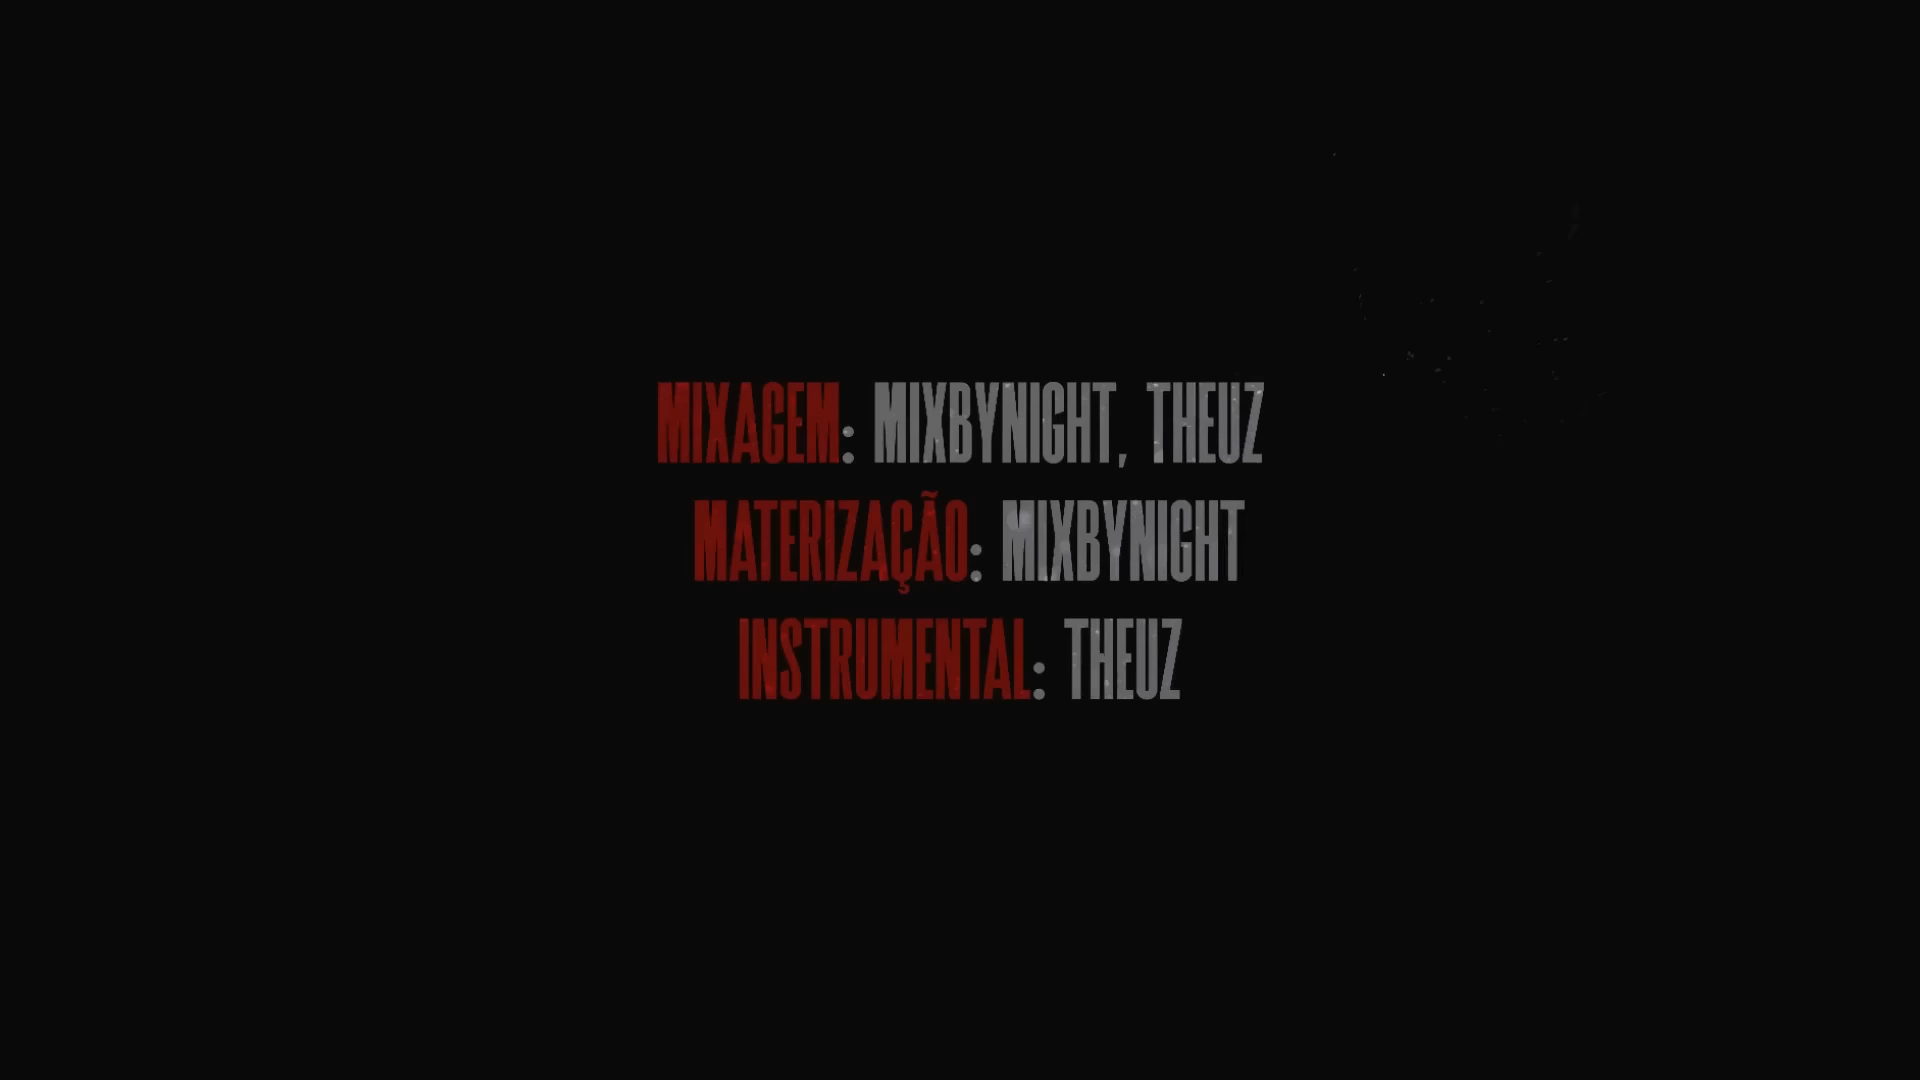 MIXAGEM: MIXBYNIGHT, THEUZ
MATERIZAÇÃO: MIXBYNIGHT
INSTRUMENTAL: THEUZ